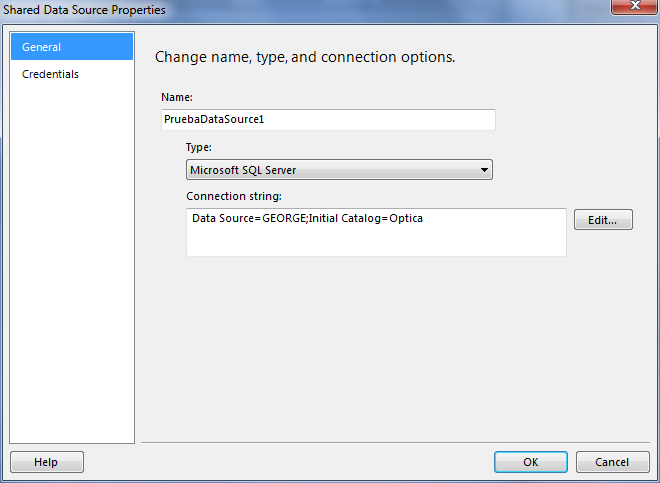 Shared Data Source Properties
General
Credentials
Change name, type, and connection options.
Name:
PruebaDataSource1
Type:
Microsoft SQL Server
Connection string:
Data Source=GEORGE;Initial Catalog=Optica
Edit...
Help
OK
Cancel